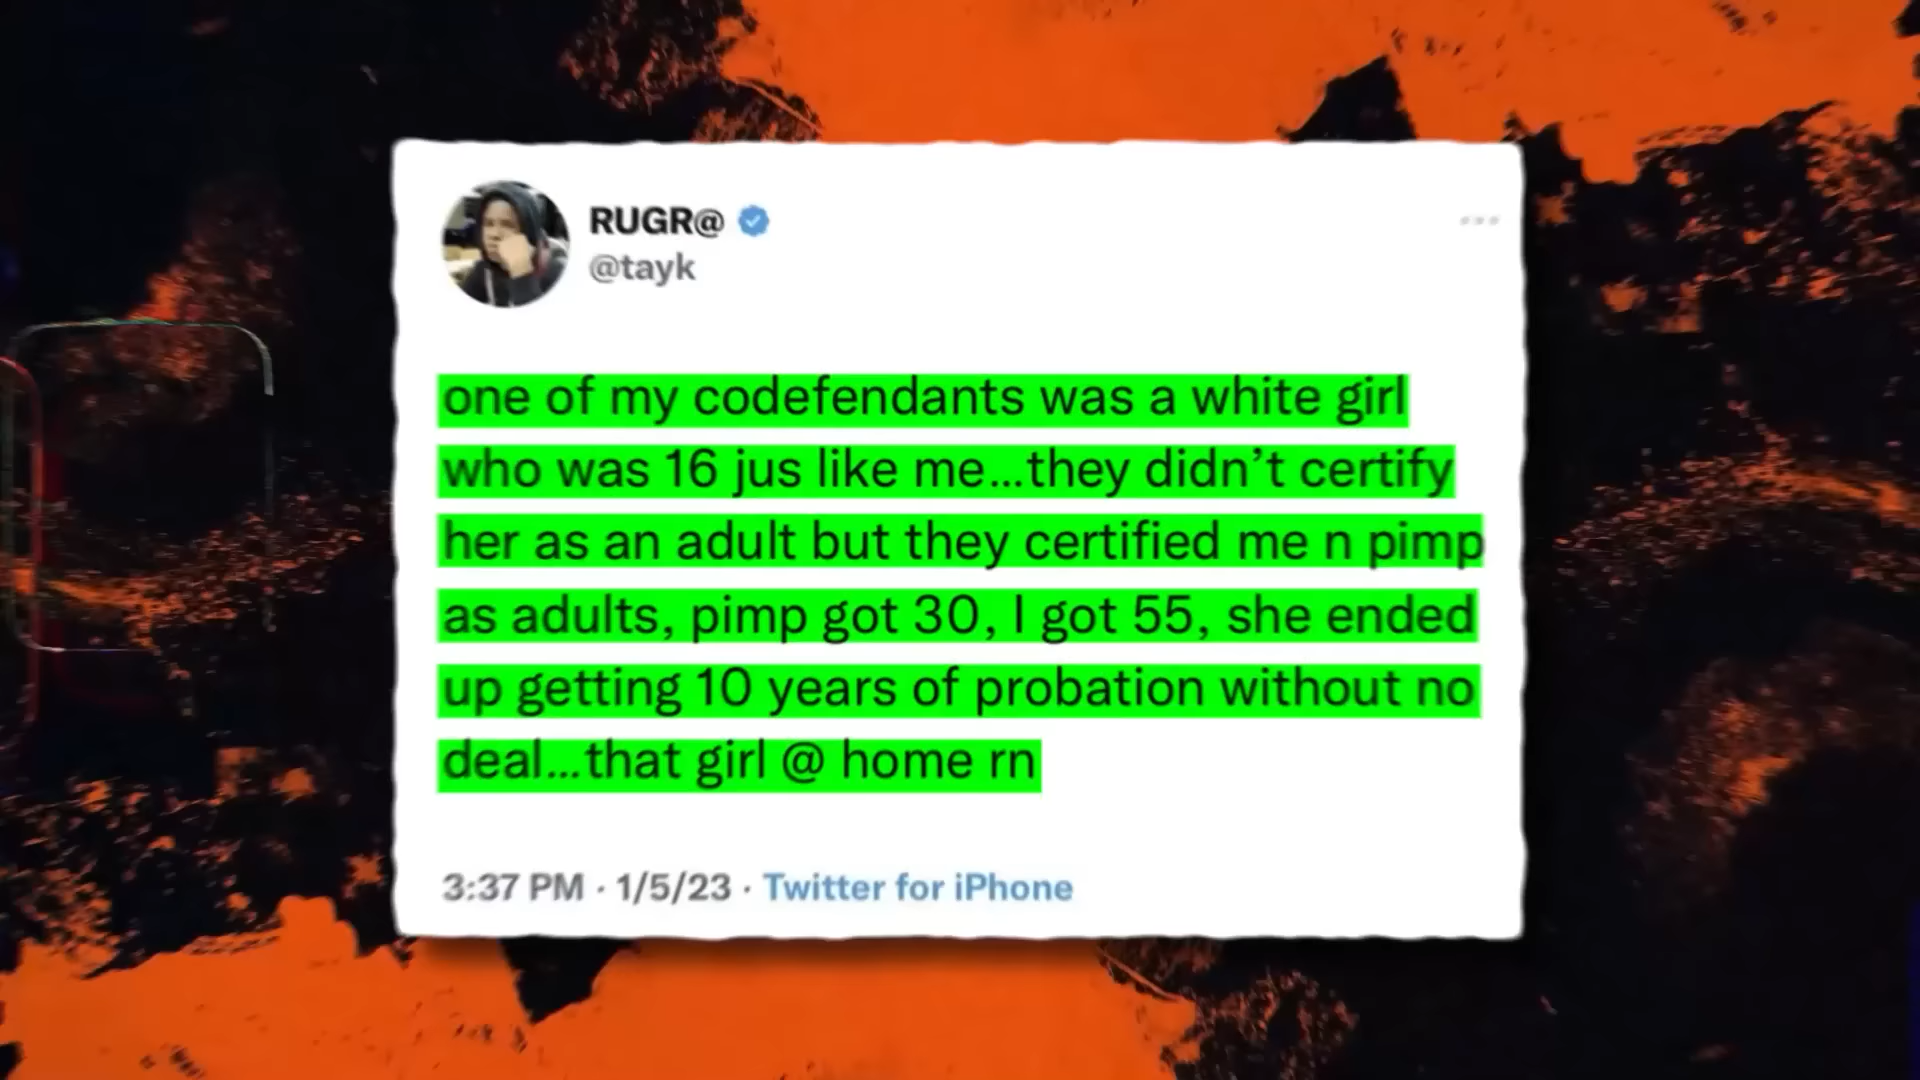 RUGR@
@tayk
one of my codefendants was a white girl
who was 16 jus like me...they didn't certify
her as an adult but they certified me n pimp
as adults, pimp got 30, I got 55, she ended
up getting 10 years of probation without no
deal...that girl @ home rn
3:37 PM · 1/5/23 · Twitter for iPhone